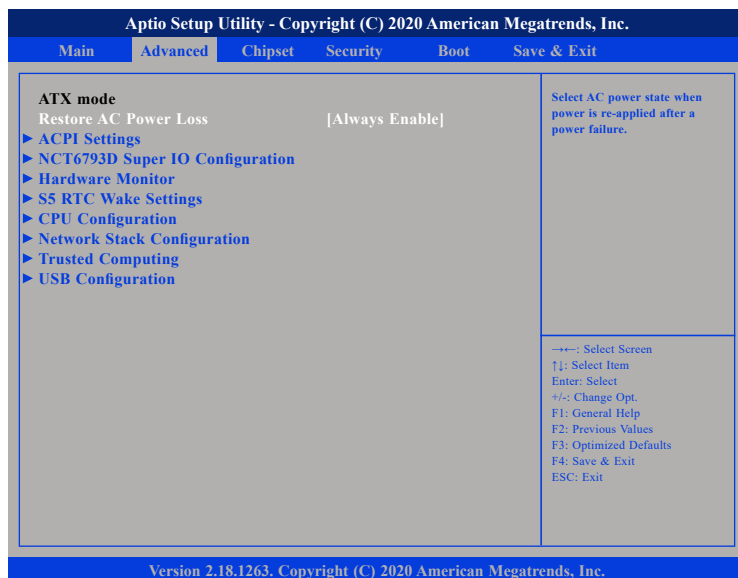 Aptio Setup Utility - Copyright (C) 2020 American Megatrends, Inc.
Main Advanced Chipset Security Boot Save & Exit
ATX mode
Restore AC Power Loss [Always Enable]
► ACPI Settings
► NCT6793D Super IO Configuration
► Hardware Monitor
► S5 RTC Wake Settings
► CPU Configuration
► Network Stack Configuration
► Trusted Computing
► USB Configuration
Select AC power state when
power is re-applied after a
power failure.
→←: Select Screen
↑↓: Select Item
Enter: Select
+/-: Change Opt.
F1: General Help
F2: Previous Values
F3: Optimized Defaults
F4: Save & Exit
ESC: Exit
Version 2.18.1263. Copyright (C) 2020 American Megatrends, Inc.